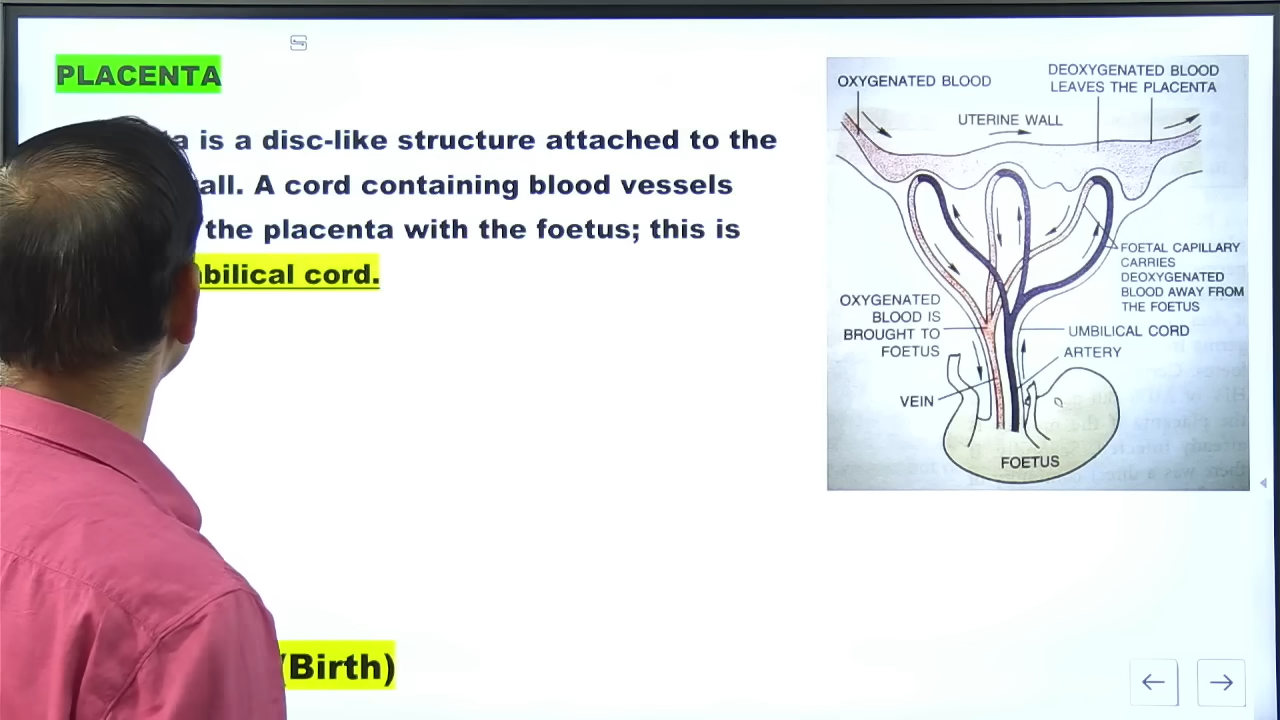 PLACENTA
is a disc-like structure attached to the
A cord containing blood vessels
the placenta with the foetus; this is
cord.
(Birth)
OXYGENATED BLOOD
DEOXYGENATED BLOOD
LEAVES THE PLACENTA
UTERINE WALL
FOETAL CAPILLARY
CARRIES
DEOXYGENATED
BLOOD AWAY FROM
THE FOETUS
OXYGENATED
BLOOD IS
BROUGHT TO
FOETUS
UMBILICAL CORD
ARTERY
VEIN
FOETUS